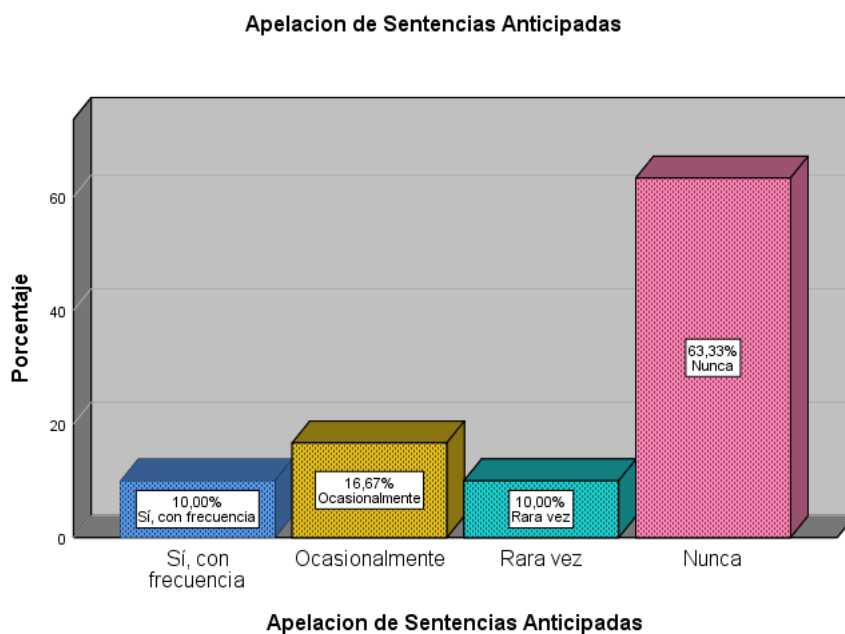 Apelacion de Sentencias Anticipadas
Porcentaje
60
40
20
0
10,00%
Sí, con frecuencia
16,67%
Ocasionalmente
10,00%
Rara vez
63,33%
Nunca
Sí, con
frecuencia
Ocasionalmente
Rara vez
Nunca
Apelacion de Sentencias Anticipadas